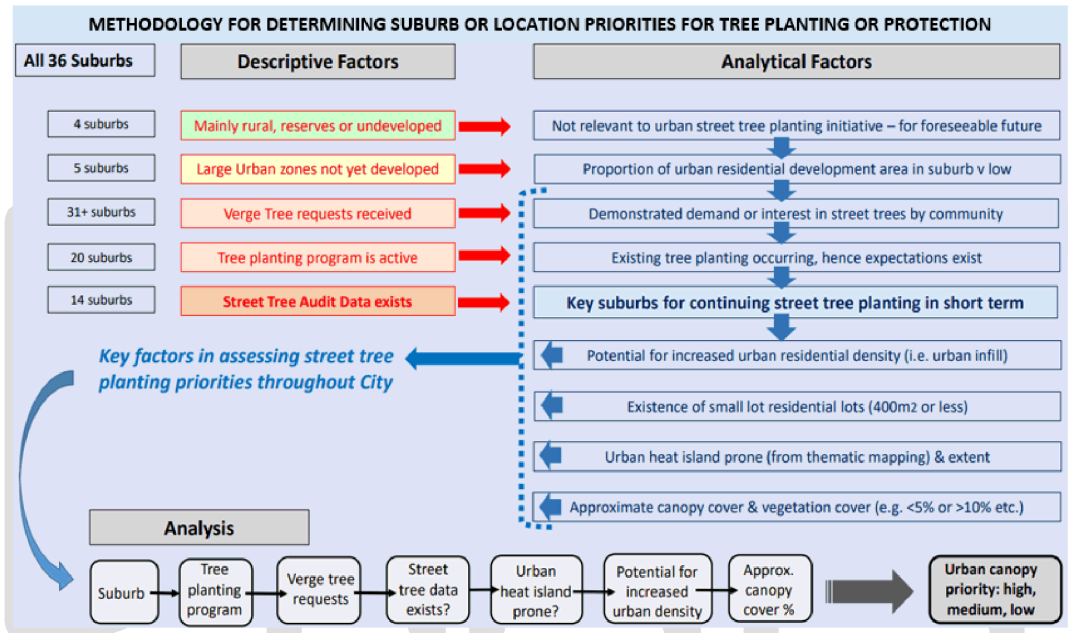 METHODOLOGY FOR DETERMINING SUBURB OR LOCATION PRIORITIES FOR TREE PLANTING OR PROTECTION
All 36 Suburbs
Descriptive Factors
Analytical Factors
4 suburbs
Mainly rural, reserves or undeveloped
Not relevant to urban street tree planting initiative – for foreseeable future
5 suburbs
Large Urban zones not yet developed
Proportion of urban residential development area in suburb v low
31+ suburbs
Verge Tree requests received
Demonstrated demand or interest in street trees by community
20 suburbs
Tree planting program is active
Existing tree planting occurring, hence expectations exist
14 suburbs
Street Tree Audit Data exists
Key suburbs for continuing street tree planting in short term
Key factors in assessing street tree
planting priorities throughout City
Potential for increased urban residential density (i.e. urban infill)
Existence of small lot residential lots (400m2 or less)
Urban heat island prone (from thematic mapping) & extent
Approximate canopy cover & vegetation cover (e.g. <5% or >10% etc.)
Analysis
Suburb
Tree
planting
program
Verge tree
requests
Street
tree data
exists?
Urban
heat island
prone?
Potential for
increased
urban density
Approx.
canopy
cover %
Urban canopy
priority: high,
medium, low